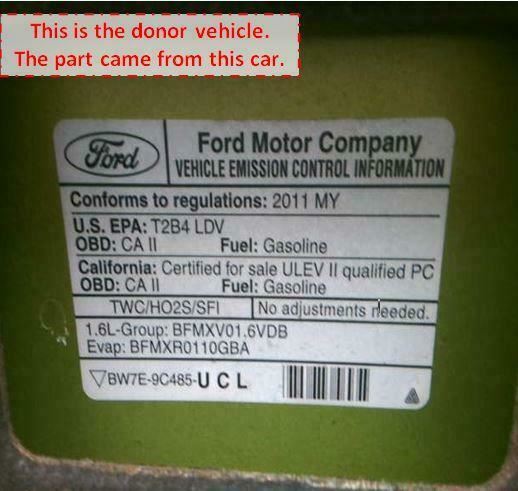 This is the donor vehicle.
The part came from this car.
Ford
Ford Motor Company
VEHICLE EMISSION CONTROL INFORMATION
Conforms to regulations: 2011 MY
U.S. EPA: T2B4 LDV
OBD: CA II Fuel: Gasoline
California: Certified for sale ULEV II qualified PC
OBD: CA II Fuel: Gasoline
TWC/HO2S/SFI No adjustments needed.
1.6L-Group: BFMXV01.6VDB
Evap: BFMXR0110GBA
BW7E-9C485-U C L